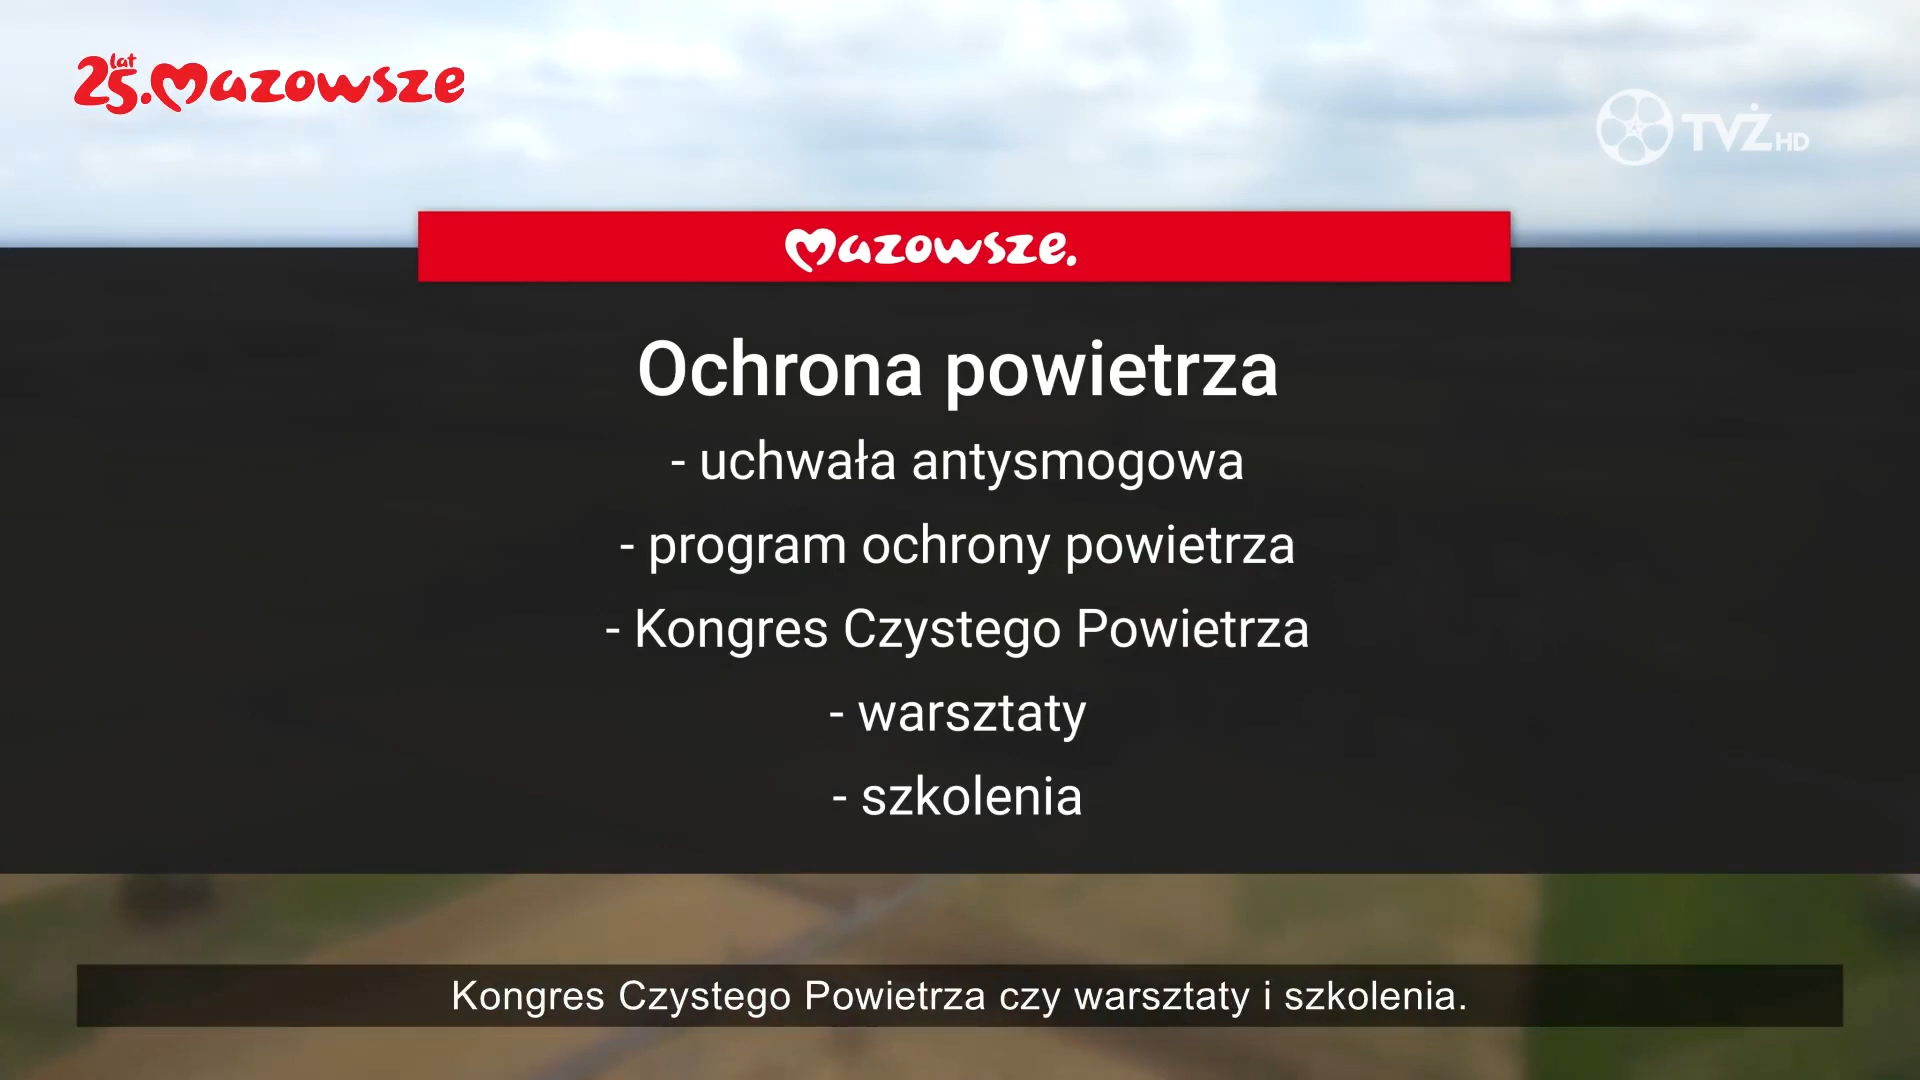 25 lat. Mazowsze
TVŻ HD
Mazowsze.
Ochrona powietrza
- uchwała antysmogowa
- program ochrony powietrza
- Kongres Czystego Powietrza
- warsztaty
- szkolenia
Kongres Czystego Powietrza czy warsztaty i szkolenia.